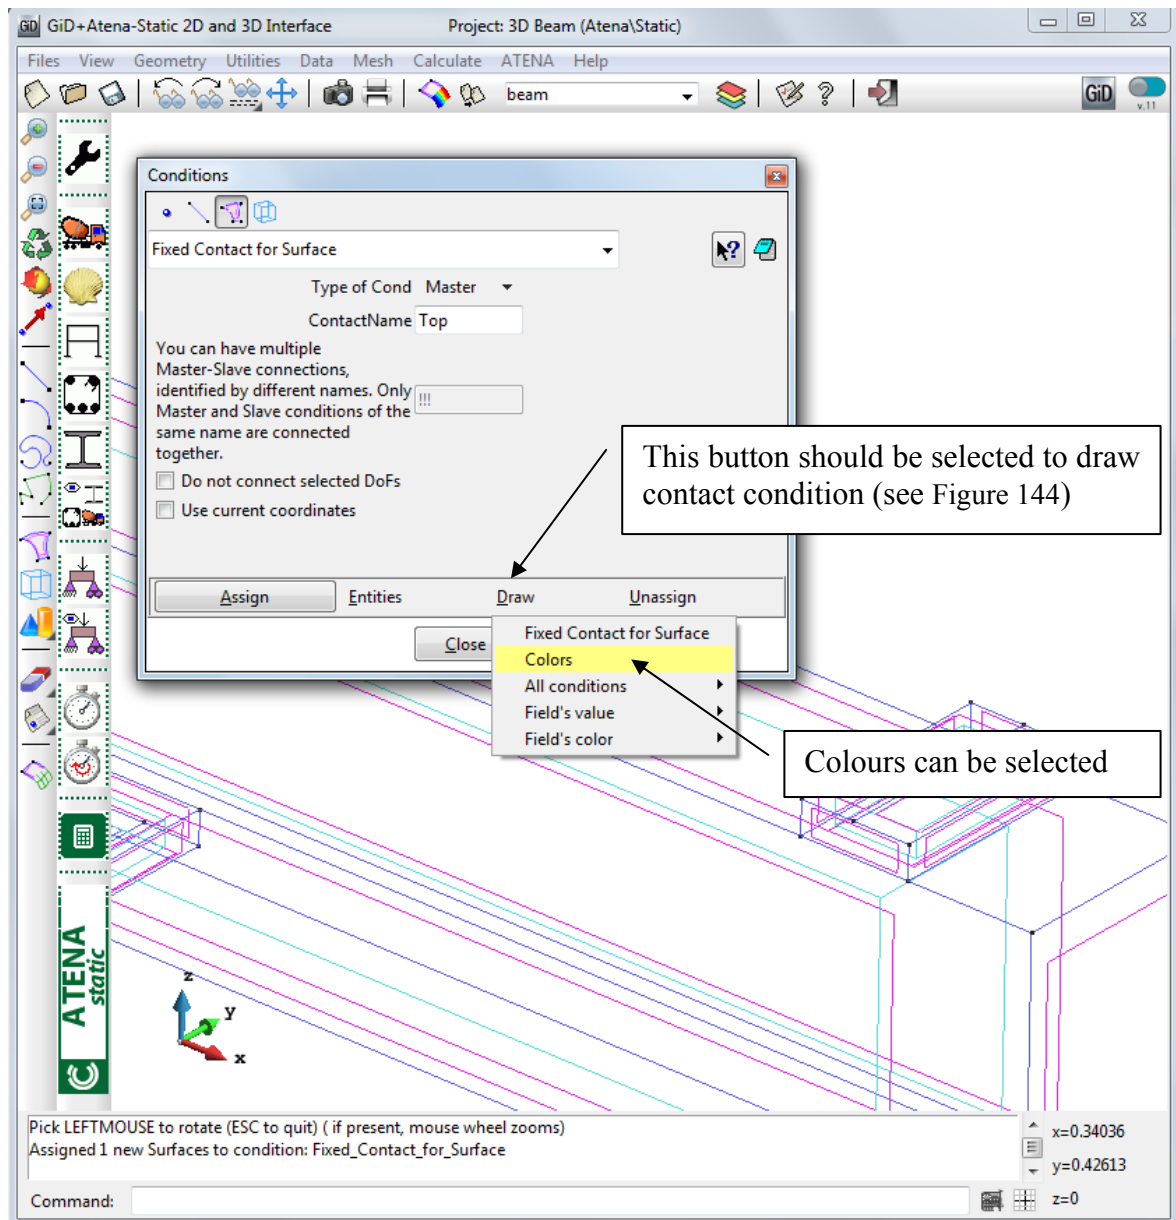 GiD GiD+Atena-Static 2D and 3D Interface Project: 3D Beam (Atena\Static)
Files View Geometry Utilities Data Mesh Calculate ATENA Help
beam
GiD
v.11
Conditions
Fixed Contact for Surface
Type of Cond Master
ContactName Top
You can have multiple
Master-Slave connections,
identified by different names. Only
Master and Slave conditions of the
same name are connected
together.
!!!
Do not connect selected DoFs
Use current coordinates
This button should be selected to draw
contact condition (see Figure 144)
Assign Entities Draw Unassign
Close
Fixed Contact for Surface
Colors
All conditions
Field's value
Field's color
Colours can be selected
ATENA
static
z
y
x
Pick LEFTMOUSE to rotate (ESC to quit) ( if present, mouse wheel zooms)
Assigned 1 new Surfaces to condition: Fixed_Contact_for_Surface
x=0.34036
y=0.42613
z=0
Command: